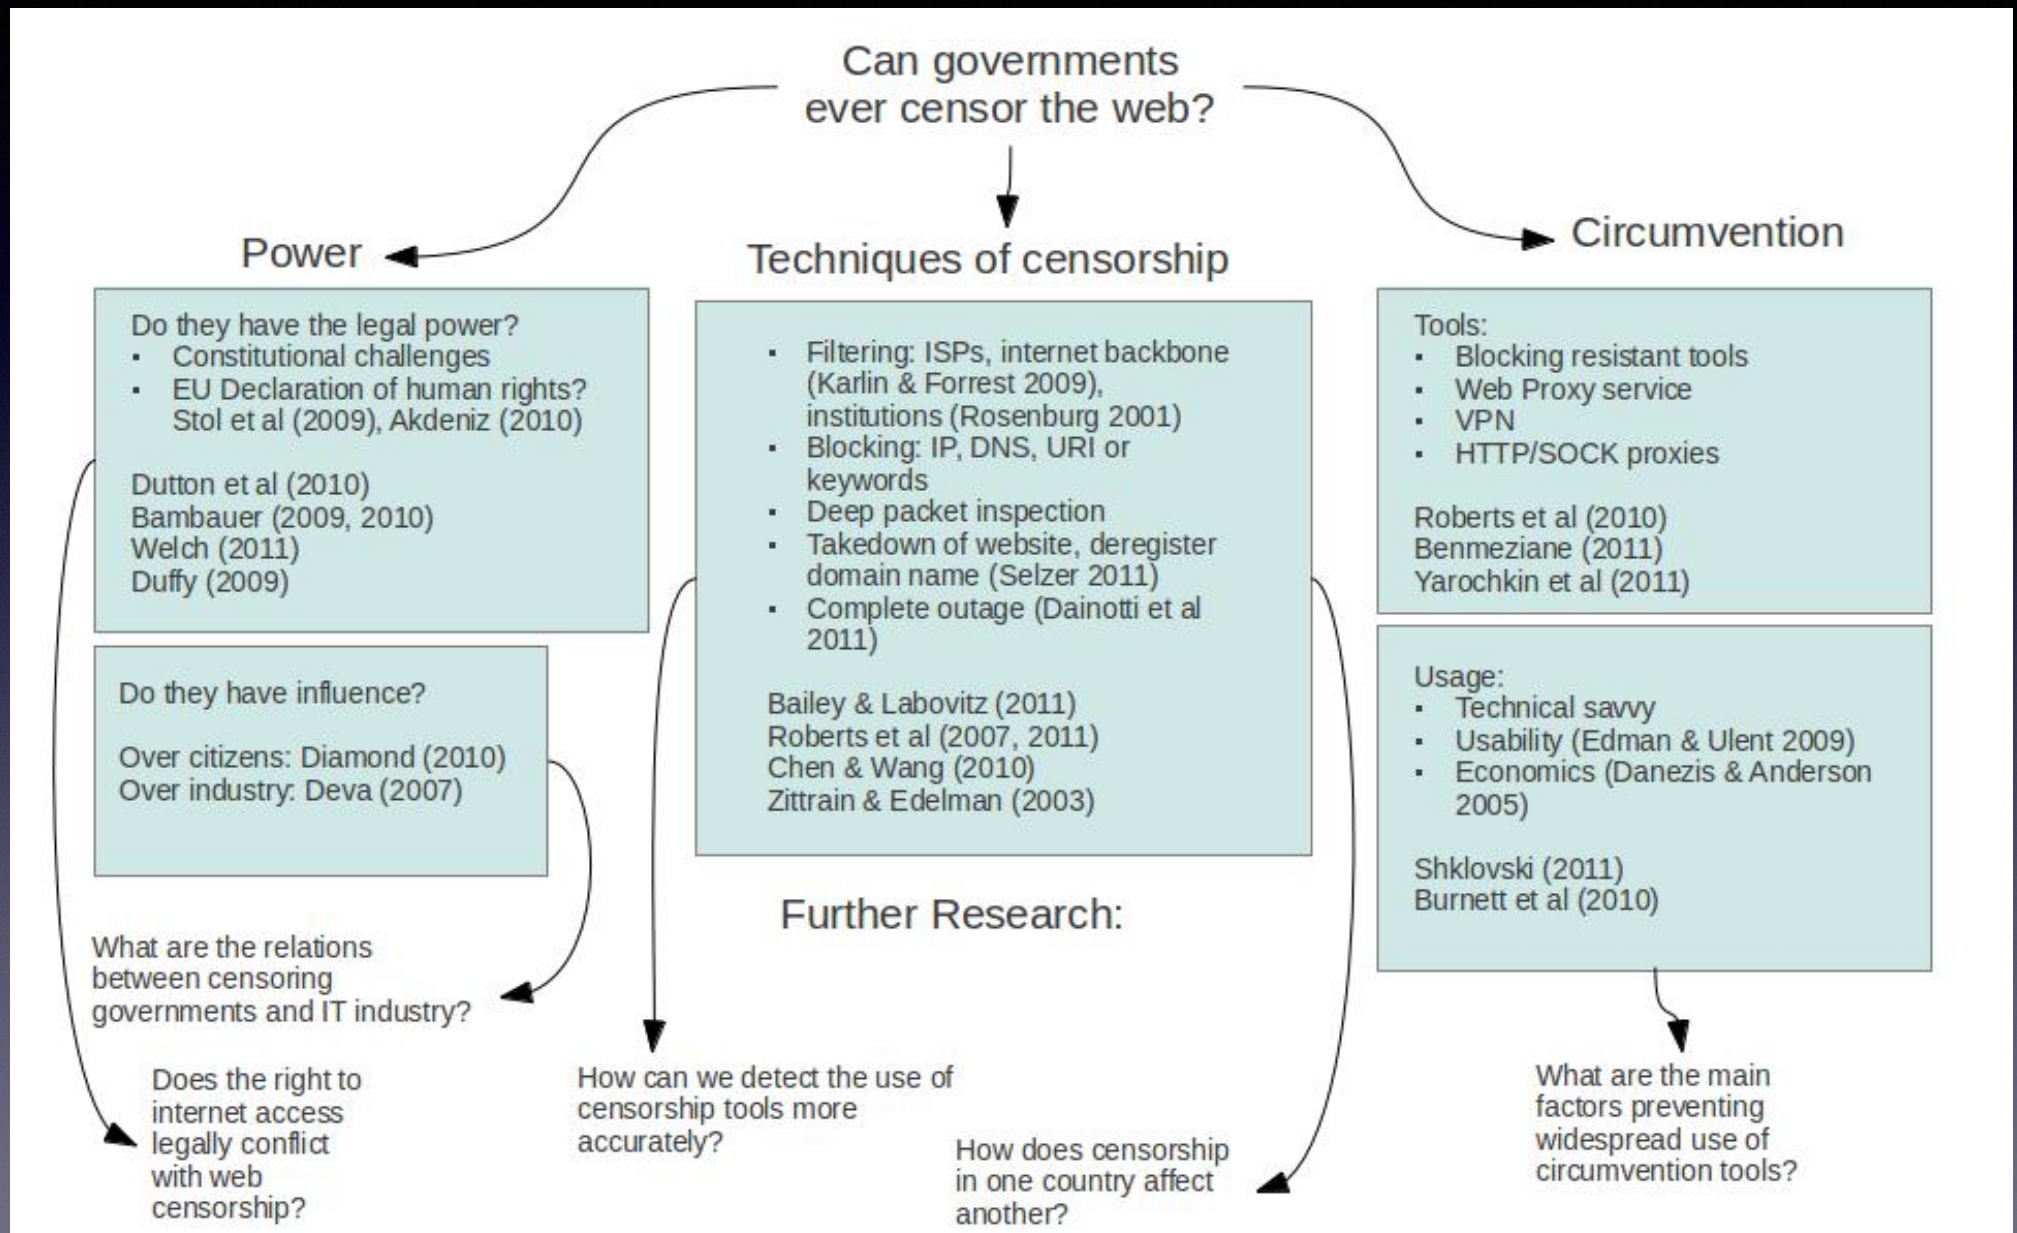 Can governments
ever censor the web?
Power
Do they have the legal power?
▪ Constitutional challenges
▪ EU Declaration of human rights?
Stol et al (2009), Akdeniz (2010)
Dutton et al (2010)
Bambauer (2009, 2010)
Welch (2011)
Duffy (2009)
Do they have influence?
Over citizens: Diamond (2010)
Over industry: Deva (2007)
Techniques of censorship
▪ Filtering: ISPs, internet backbone
(Karlin & Forrest 2009),
institutions (Rosenburg 2001)
▪ Blocking: IP, DNS, URI or
keywords
▪ Deep packet inspection
▪ Takedown of website, deregister
domain name (Selzer 2011)
▪ Complete outage (Dainotti et al
2011)
Bailey & Labovitz (2011)
Roberts et al (2007, 2011)
Chen & Wang (2010)
Zittrain & Edelman (2003)
Circumvention
Tools:
▪ Blocking resistant tools
▪ Web Proxy service
▪ VPN
▪ HTTP/SOCK proxies
Roberts et al (2010)
Benmeziane (2011)
Yarochkin et al (2011)
Usage:
▪ Technical savvy
▪ Usability (Edman & Ulent 2009)
▪ Economics (Danezis & Anderson
2005)
Shklovski (2011)
Burnett et al (2010)
Further Research:
What are the relations
between censoring
governments and IT industry?
Does the right to
internet access
legally conflict
with web
censorship?
How can we detect the use of
censorship tools more
accurately?
How does censorship
in one country affect
another?
What are the main
factors preventing
widespread use of
circumvention tools?